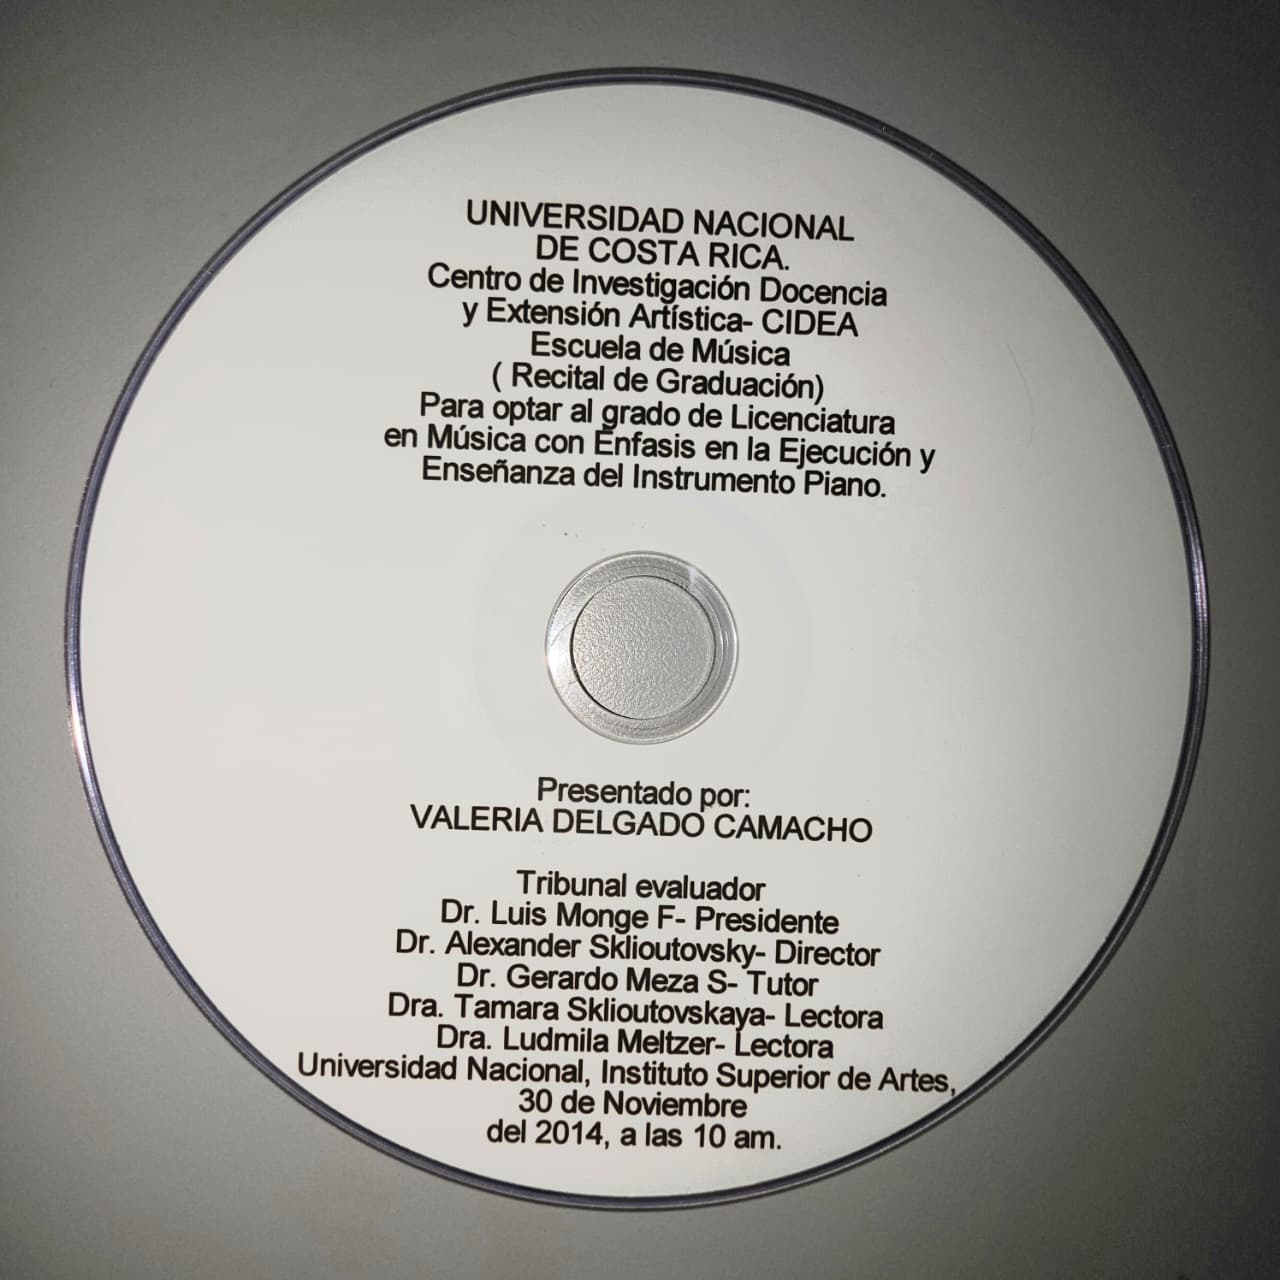 UNIVERSIDAD NACIONAL
DE COSTA RICA.
Centro de Investigación Docencia
y Extensión Artística- CIDEA
Escuela de Música
( Recital de Graduación)
Para optar al grado de Licenciatura
en Música con Énfasis en la Ejecución y
Enseñanza del Instrumento Piano.
Presentado por:
VALERIA DELGADO CAMACHO
Tribunal evaluador
Dr. Luis Monge F- Presidente
Dr. Alexander Sklioutovsky- Director
Dr. Gerardo Meza S- Tutor
Dra. Tamara Sklioutovskaya- Lectora
Dra. Ludmila Meltzer- Lectora
Universidad Nacional, Instituto Superior de Artes,
30 de Noviembre
del 2014, a las 10 am.